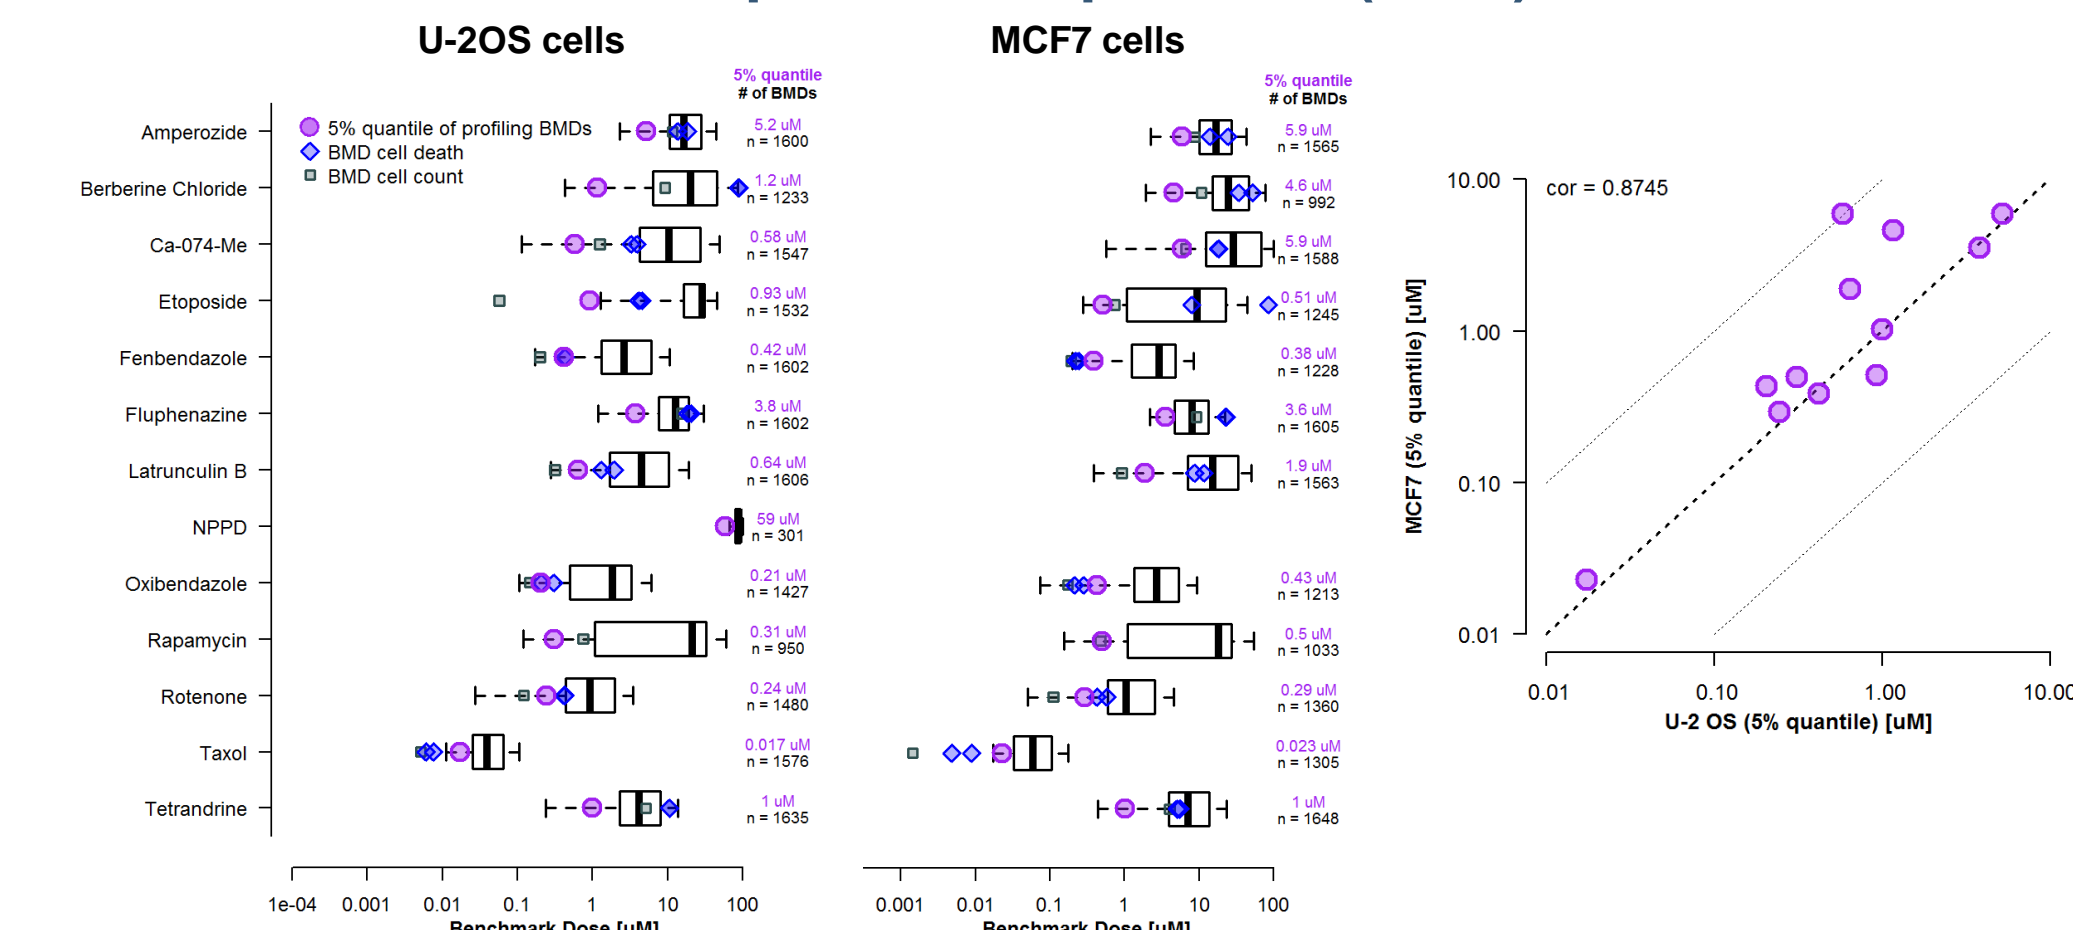 U-2OS cells
MCF7 cells
5% quantile
# of BMDs
5% quantile
# of BMDs
5% quantile of profiling BMDs
BMD cell death
BMD cell count
Amperozide
5.2 uM
n = 1600
5.9 uM
n = 1565
Berberine Chloride
1.2 uM
n = 1233
4.6 uM
n = 992
Ca-074-Me
0.58 uM
n = 1547
5.9 uM
n = 1588
Etoposide
0.93 uM
n = 1532
0.51 uM
n = 1245
Fenbendazole
0.42 uM
n = 1602
0.38 uM
n = 1228
Fluphenazine
3.8 uM
n = 1602
3.6 uM
n = 1605
Latrunculin B
0.64 uM
n = 1606
1.9 uM
n = 1563
NPPD
59 uM
n = 301
Oxibendazole
0.21 uM
n = 1427
0.43 uM
n = 1213
Rapamycin
0.31 uM
n = 950
0.5 uM
n = 1033
Rotenone
0.24 uM
n = 1480
0.29 uM
n = 1360
Taxol
0.017 uM
n = 1576
0.023 uM
n = 1305
Tetrandrine
1 uM
n = 1635
1 uM
n = 1648
1e-04 0.001 0.01 0.1 1 10 100
Benchmark Dose [uM]
0.001 0.01 0.1 1 10 100
Benchmark Dose [uM]
cor = 0.8745
MCF7 (5% quantile) [uM]
10.00
1.00
0.10
0.01
0.01 0.10 1.00 10.00
U-2 OS (5% quantile) [uM]